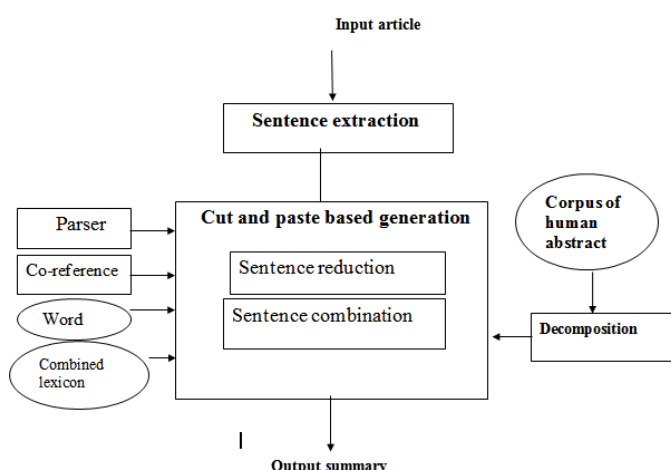 Input article
Sentence extraction
Cut and paste based generation
Sentence reduction
Sentence combination
Parser
Co-reference
Word
Combined
lexicon
Corpus of
human
abstract
Decomposition
Output summary